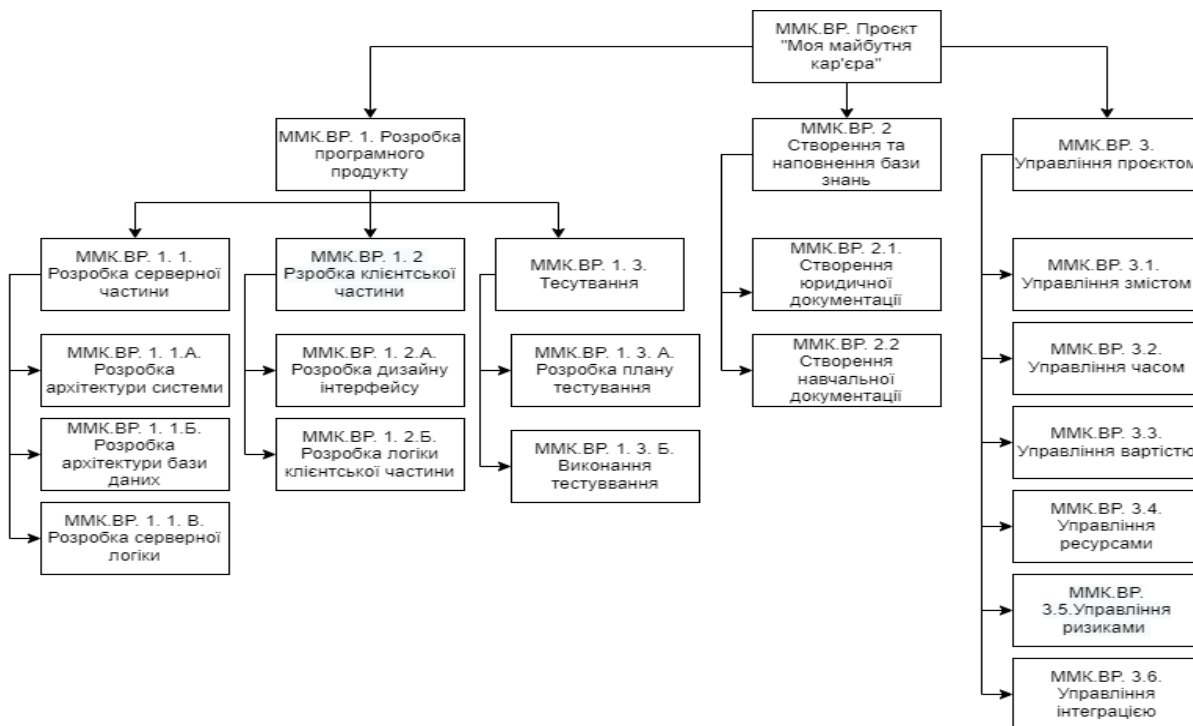 ММК.ВР. Проєкт
"Моя майбутня
кар'єра"
ММК.ВР. 1. Розробка
програмного
продукту
ММК.ВР. 2
Створення та
наповнення бази
знань
ММК.ВР. 3.
Управління проєктом
ММК.ВР. 1. 1.
Розробка серверної
частини
ММК.ВР. 1. 2
Рзробка клієнтської
частини
ММК.ВР. 1. 3.
Тесутвання
ММК.ВР. 2.1.
Створення
юридичної
документації
ММК.ВР. 3.1.
Управління змістом
ММК.ВР. 1. 1.А.
Розробка
архітектури системи
ММК.ВР. 1. 2.А.
Розробка дизайну
інтерфейсу
ММК.ВР. 1. 3. А.
Розробка плану
тестування
ММК.ВР. 2.2
Створення
навчальної
документації
ММК.ВР. 3.2.
Управління часом
ММК.ВР. 1. 1.Б.
Розробка
архітектури бази
даних
ММК.ВР. 1. 2.Б.
Розробка логіки
клієнтської частини
ММК.ВР. 1. 3. Б.
Виконання
тестуввання
ММК.ВР. 3.3.
Управління вартістю
ММК.ВР. 1. 1. В.
Розробка серверної
логіки
ММК.ВР. 3.4.
Управління
ресурсами
ММК.ВР.
3.5.Управління
ризиками
ММК.ВР. 3.6.
Управління
інтеграцією